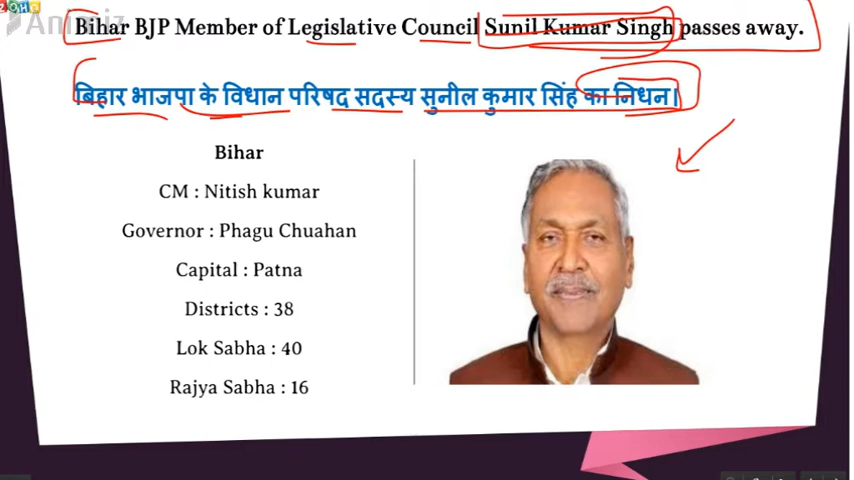 Animiz
Bihar BJP Member of Legislative Council Sunil Kumar Singh passes away.
बिहार भाजपा के विधान परिषद सदस्य सुनील कुमार सिंह का निधन।
Bihar
CM : Nitish kumar
Governor : Phagu Chuahan
Capital : Patna
Districts : 38
Lok Sabha : 40
Rajya Sabha : 16